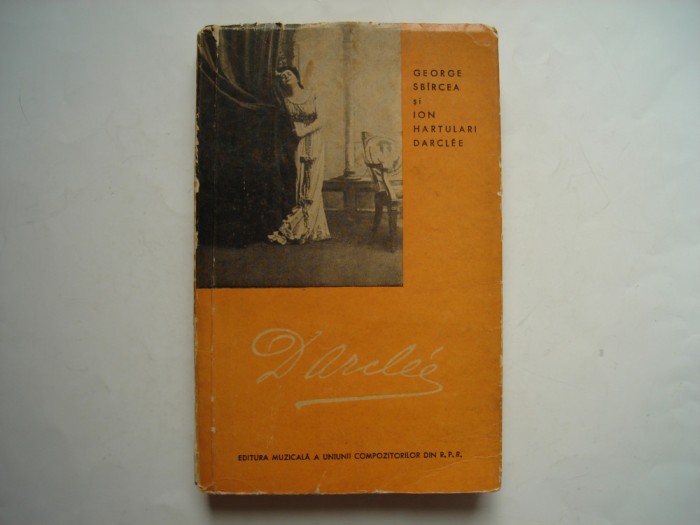 GEORGE
SBÎRCEA
și
ION
HARTULARI
DARCLÉE
Darclée
EDITURA MUZICALĂ A UNIUNII COMPOZITORILOR DIN R.P.R.